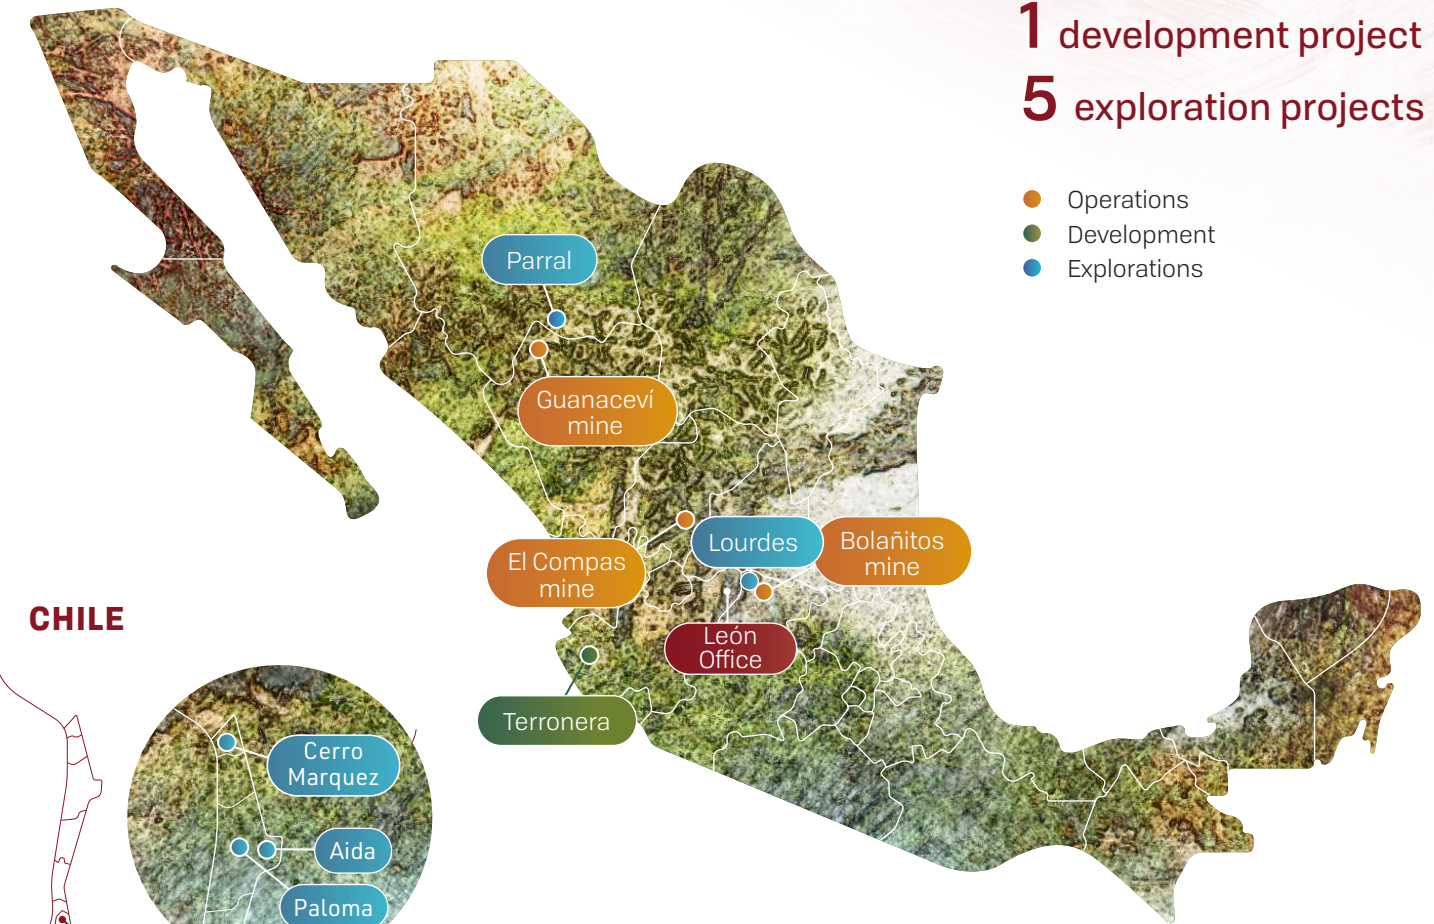 1 development project
5 exploration projects
Operations
Development
Explorations
Parral
Guanaceví
mine
El Compas
mine
Lourdes
Bolañitos
mine
León
Office
Terronera
CHILE
Cerro
Marquez
Aida
Paloma